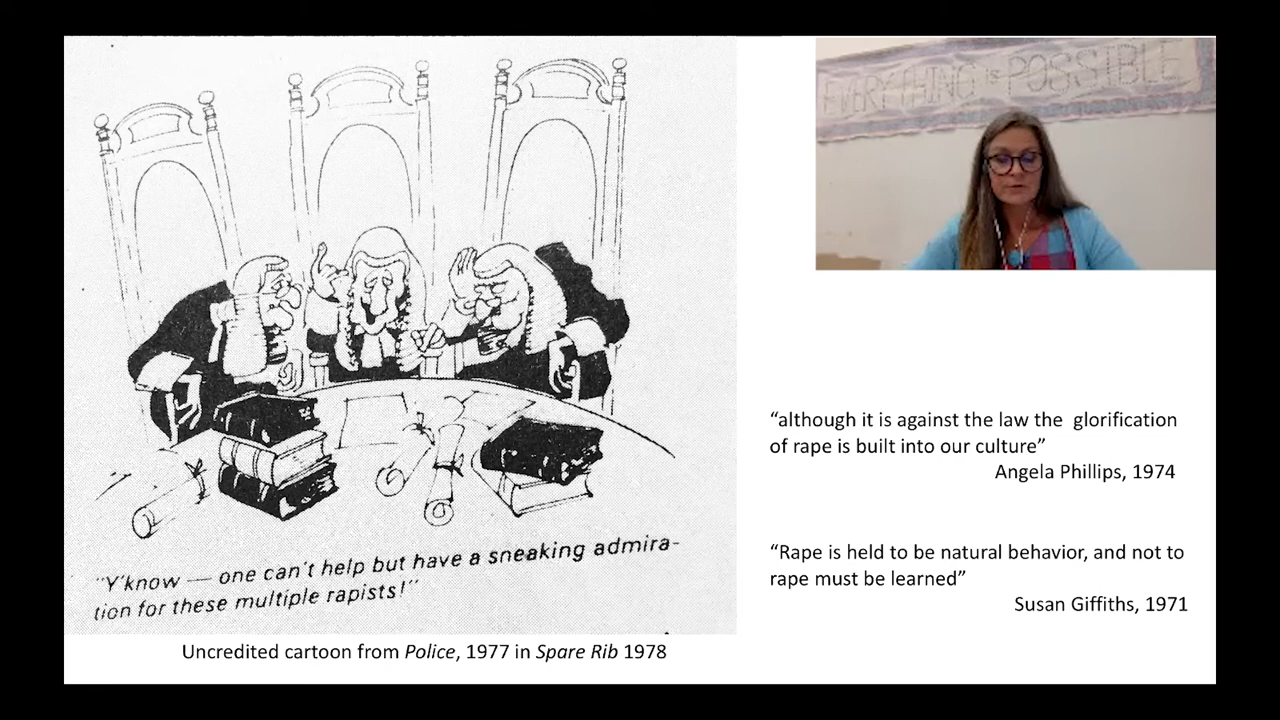 EVERYTHING is POSSIBLE
"Y'know — one can't help but have a sneaking admira-
tion for these multiple rapists!"
Uncredited cartoon from Police, 1977 in Spare Rib 1978
“although it is against the law the  glorification
of rape is built into our culture”
Angela Phillips, 1974
“Rape is held to be natural behavior, and not to
rape must be learned”
Susan Giffiths, 1971